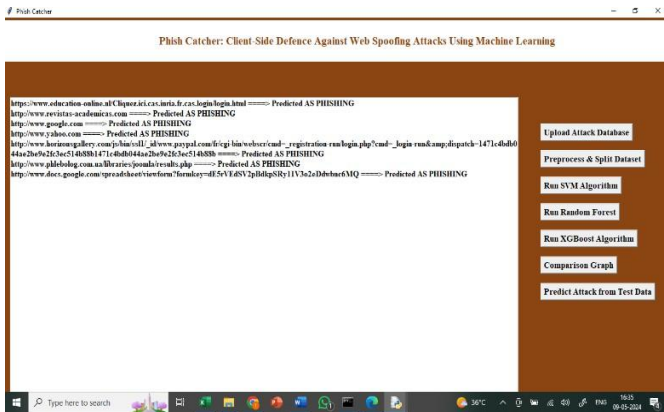 Phish Catcher
Phish Catcher: Client-Side Defence Against Web Spoofing Attacks Using Machine Learning
https://www.education-online.nl/Cliquez.ici.cas.inria.fr.cas.login/login.html ====> Predicted AS PHISHING
http://www.revistas-academicas.com ====> Predicted AS PHISHING
http://www.google.com ====> Predicted AS PHISHING
http://www.yahoo.com ====> Predicted AS PHISHING
http://www.horizonsgallery.com/js/bin/ssl1/_id/www.paypal.com/fr/cgi-bin/webscr/cmd=_registration-run/login.php?cmd=_login-run&amp;dispatch=1471c4bdb0
44ae2be9e2fc3ec514b88b1471c4bdb044ae2be9e2fc3ec514b88b ====> Predicted AS PHISHING
http://www.phlebolog.com.ua/libraries/joomla/results.php ====> Predicted AS PHISHING
http://www.docs.google.com/spreadsheet/viewform? ====> Predicted AS PHISHING
Upload Attack Database
Preprocess & Split Dataset
Run SVM Algorithm
Run Random Forest
Run XGBoost Algorithm
Comparison Graph
Predict Attack from Test Data
Type here to search
36°C
ENG
16:35
09-05-2024